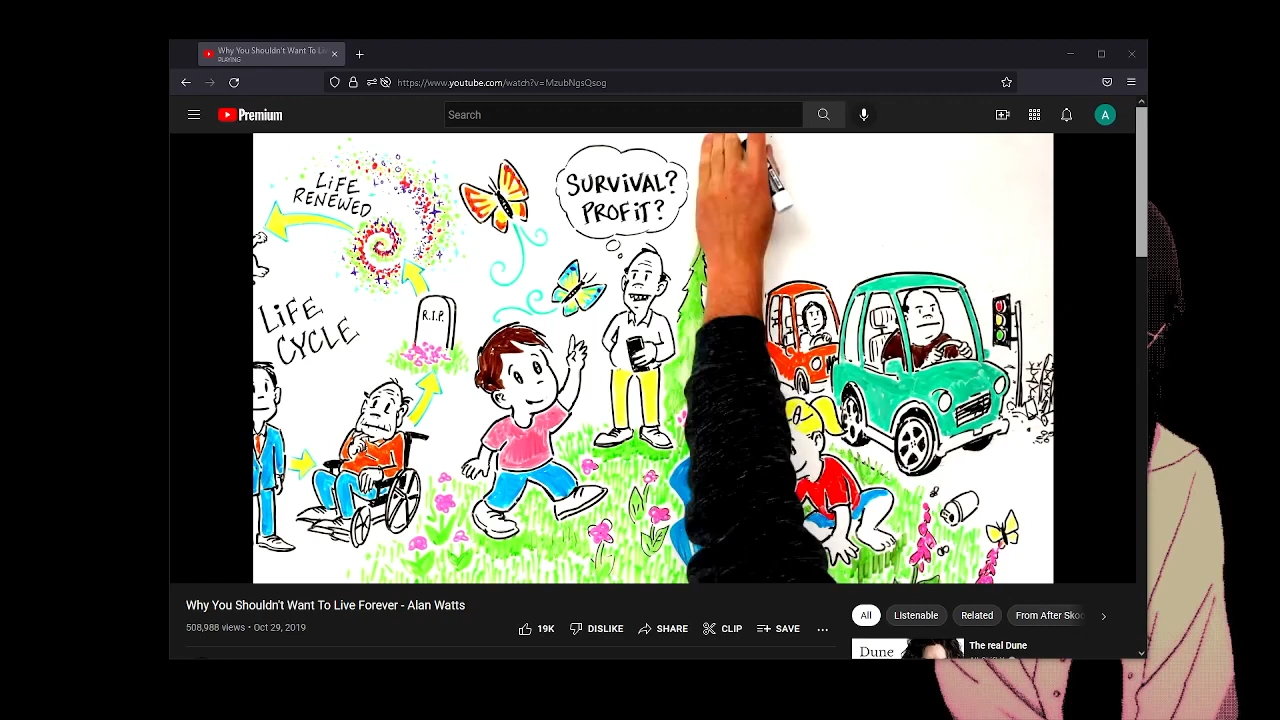 Why You Shouldn't Want To Liv
PLAYING
https://www.youtube.com/watch?v=MzubNgsQsog
Premium
Search
A
LIFE
RENEWED
SURVIVAL?
PROFIT?
LIFE
CYCLE
R.I.P.
Why You Shouldn't Want To Live Forever - Alan Watts
508,988 views • Oct 29, 2019
19K
DISLIKE
SHARE
CLIP
SAVE
All
Listenable
Related
From After Skoo
The real Dune
Dune